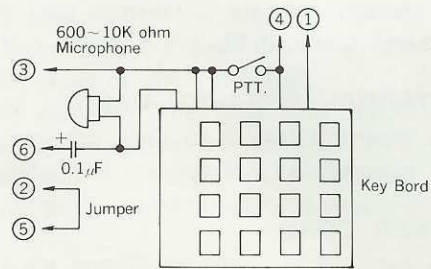 ④ ①
600~10K ohm
Microphone
③
PTT.
+
⑥
0.1μF
②
Jumper
⑤
Key Bord